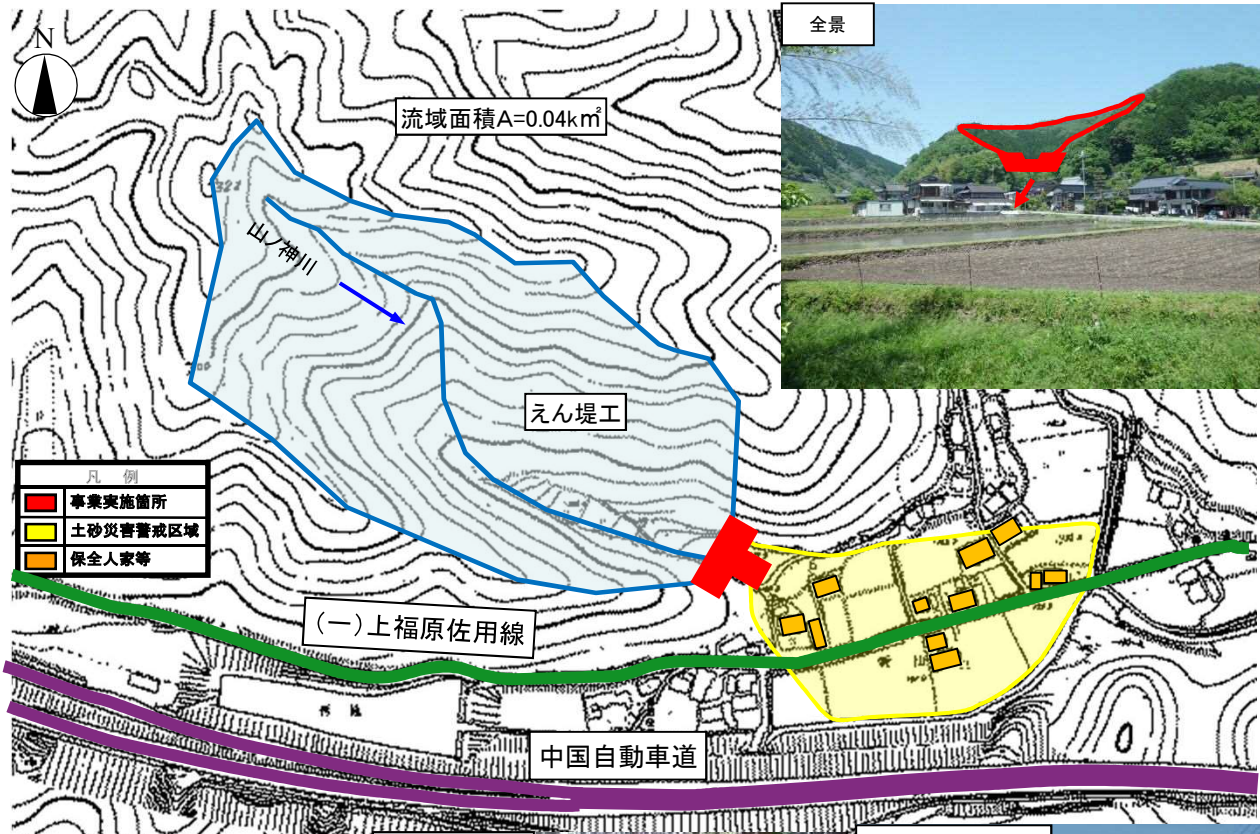 全景
N
流域面積A=0.04k㎡
321
山ノ神川
えん堤工
凡 例
事業実施箇所
土砂災害警戒区域
保全人家等
(一)上福原佐用線
中国自動車道